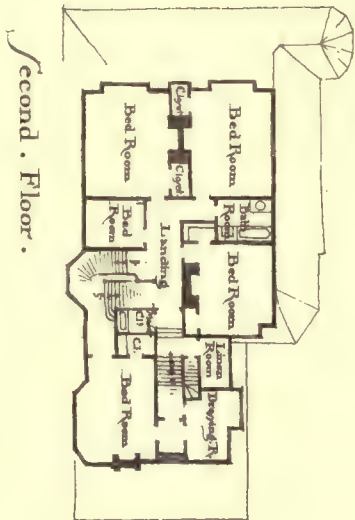 Second . Floor .
Closet
Bed Room
Bed Room
Closet
Bed
Room
Landing
Bath
Room
Bed Room
Cl.
Linen
Room
Dressing R.
Bed Room